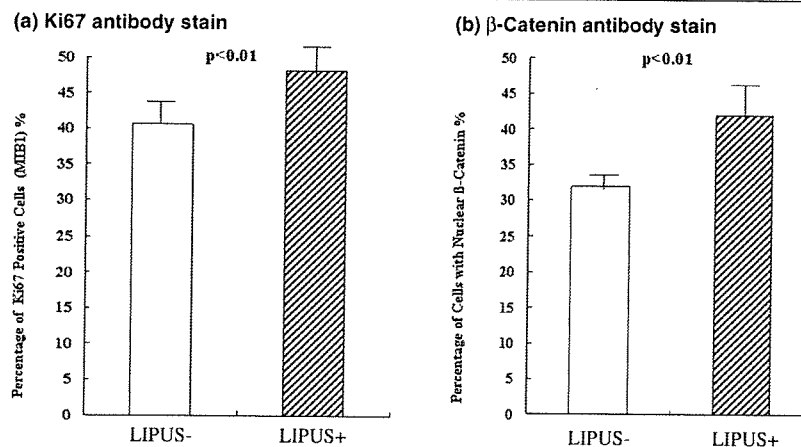 (a) Ki67 antibody stain
p<0.01
Percentage of Ki67 Positive Cells (MIB1) %
50
45
40
35
30
25
20
15
10
5
0
LIPUS-
LIPUS+
(b) β-Catenin antibody stain
p<0.01
Percentage of Cells with Nuclear β-Catenin %
50
45
40
35
30
25
20
15
10
5
0
LIPUS-
LIPUS+